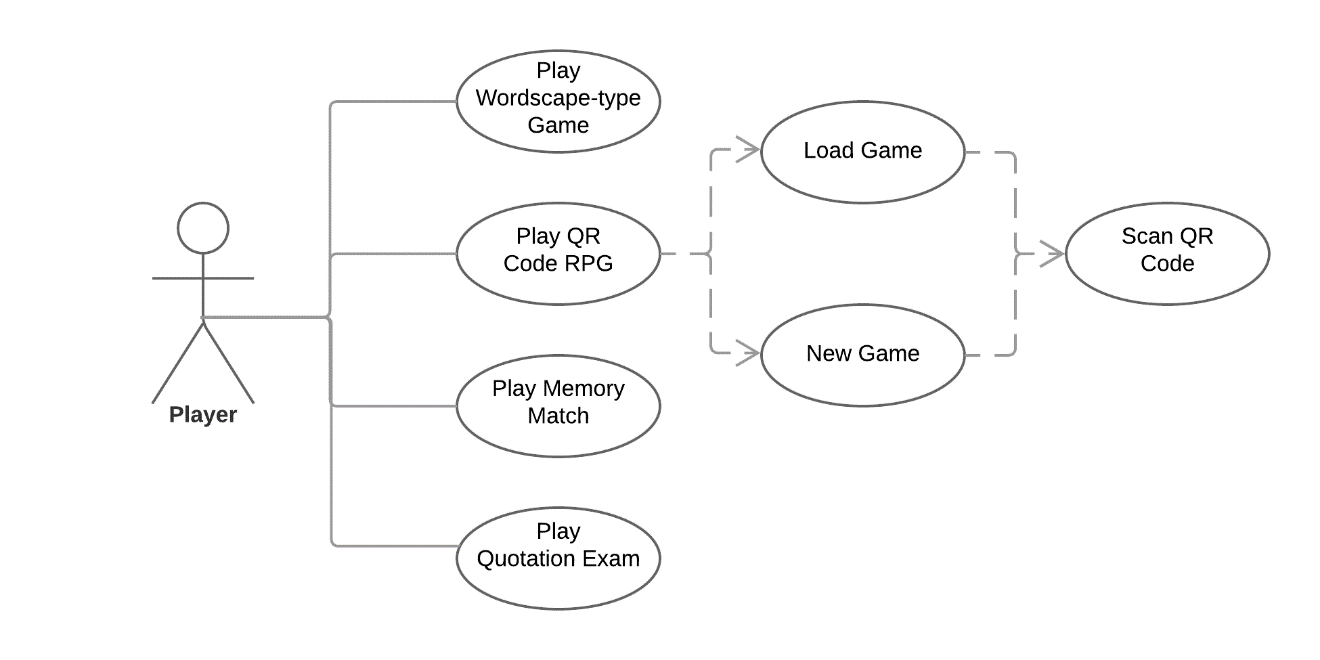 Play
Wordscape-type
Game
Play QR
Code RPG
Play Memory
Match
Play
Quotation Exam
Load Game
New Game
Scan QR
Code
Player